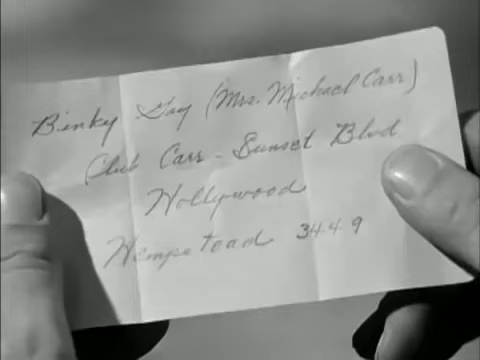 Binky Gay (Mrs. Michael Carr)
Club Carr - Sunset Blvd
Hollywood
Hempstead 34.4.9